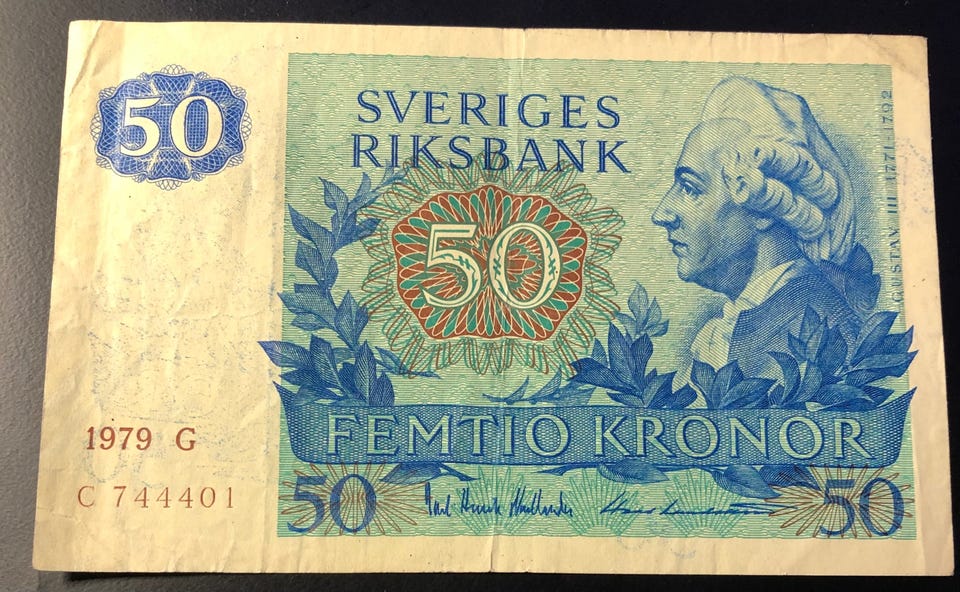 50
SVERIGES
RIKSBANK
50
GUSTAV III 1771-1792
FEMTIO KRONOR
1979 G
C 744401
50
50